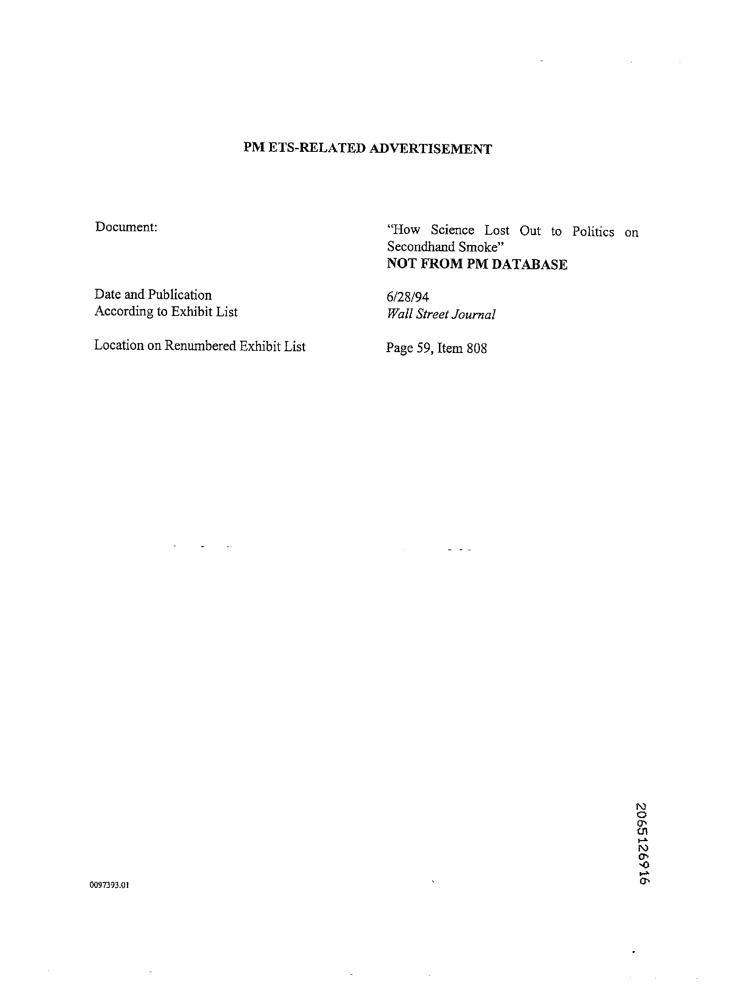 PM ETS-RELATED ADVERTISEMENT
Document:
"How Science Lost Out to Politics on
Secondhand Smoke"
NOT FROM PM DATABASE
Date and Publication
According to Exhibit List
6/28/94
Wall Street Journal
Location on Renumbered Exhibit List
Page 59, Item 808
2065126916
0097393.01